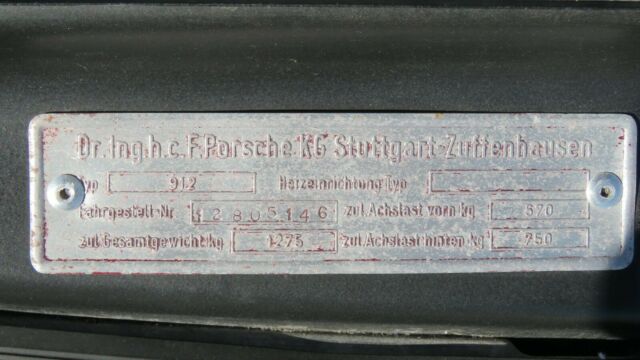 Dr. Ing. h. c. F. Porsche KG Stuttgart-Zuffenhausen
Typ 912 Heizeinrichtung Typ
Fahrgestell-Nr 12805146 zul. Achslast vorn kg 620
zul. Gesamtgewicht kg 1275 zul. Achslast hinten kg 750